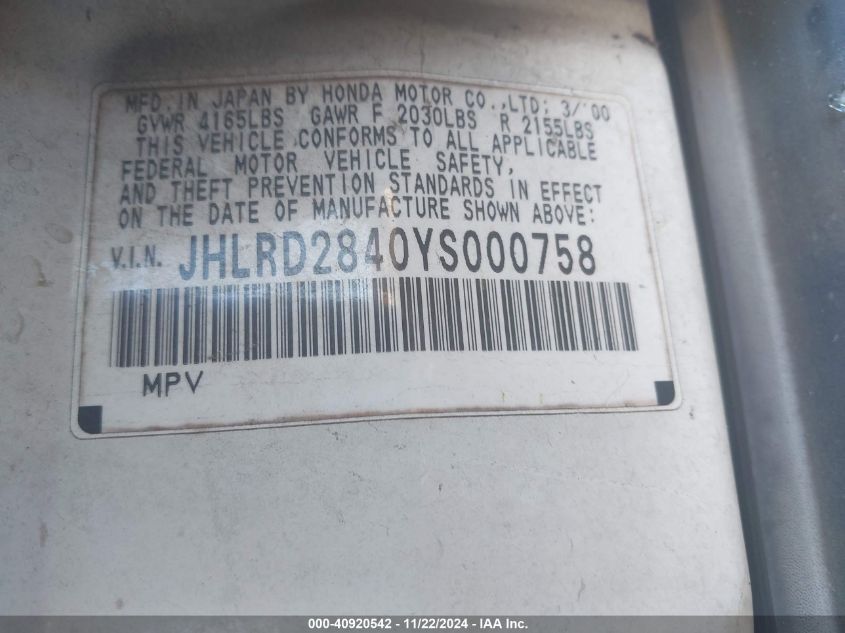 MFD. IN JAPAN BY HONDA MOTOR CO., LTD: 3/'00
GVWR 4165LBS GAWR F 2030LBS R 2155LBS
THIS VEHICLE CONFORMS TO ALL APPLICABLE
FEDERAL MOTOR VEHICLE SAFETY,
AND THEFT PREVENTION STANDARDS IN EFFECT
ON THE DATE OF MANUFACTURE SHOWN ABOVE:
V.I.N. JHLRD2840YS000758
MPV
000-40920542 - 11/22/2024 - IAA Inc.